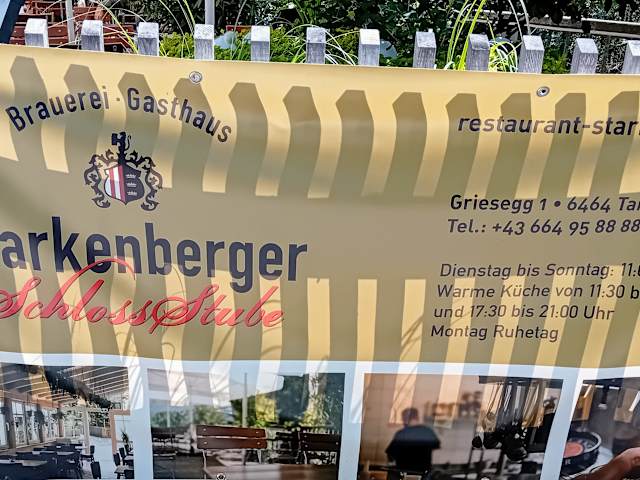 Brauerei · Gasthaus
arkenberger
SchlossStube
restaurant-star
Griesegg 1 • 6464 Tar
Tel.: +43 664 95 88 88
Dienstag bis Sonntag: 11:
Warme Küche von 11:30 b
und 17:30 bis 21:00 Uhr
Montag Ruhetag